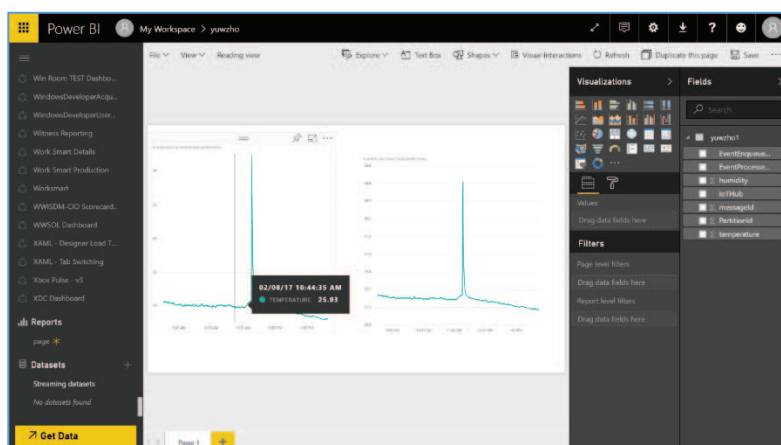 Power BI
My Workspace > yuwzho
File View Reading view
Explore Text Box Shapes Visual Interactions Refresh Duplicate this page Save ...
Win Room TEST Dashbo...
WindowsDeveloperAcqu...
WindowsDeveloperUser...
Witness Reporting
Work Smart Details
Work Smart Production
Worksmart
WWISDM-CIO Scorecard...
WWSOL Dashboard
XAML - Designer Load T...
XAML - Tab Switching
Xbox Pulse - v3
XDC Dashboard
Reports
page
Datasets
Streaming datasets
No datasets found
Get Data
02/08/17 10:44:35 AM
TEMPERATURE 25.93
Page 1
Visualizations
Values
Drag data fields here
Filters
Page level filters
Drag data fields here
Report level filters
Drag data fields here
Fields
Search
yuwzho1
EventEnqueue...
EventProcesse...
humidity
IoTHub
messageId
PartitionId
temperature